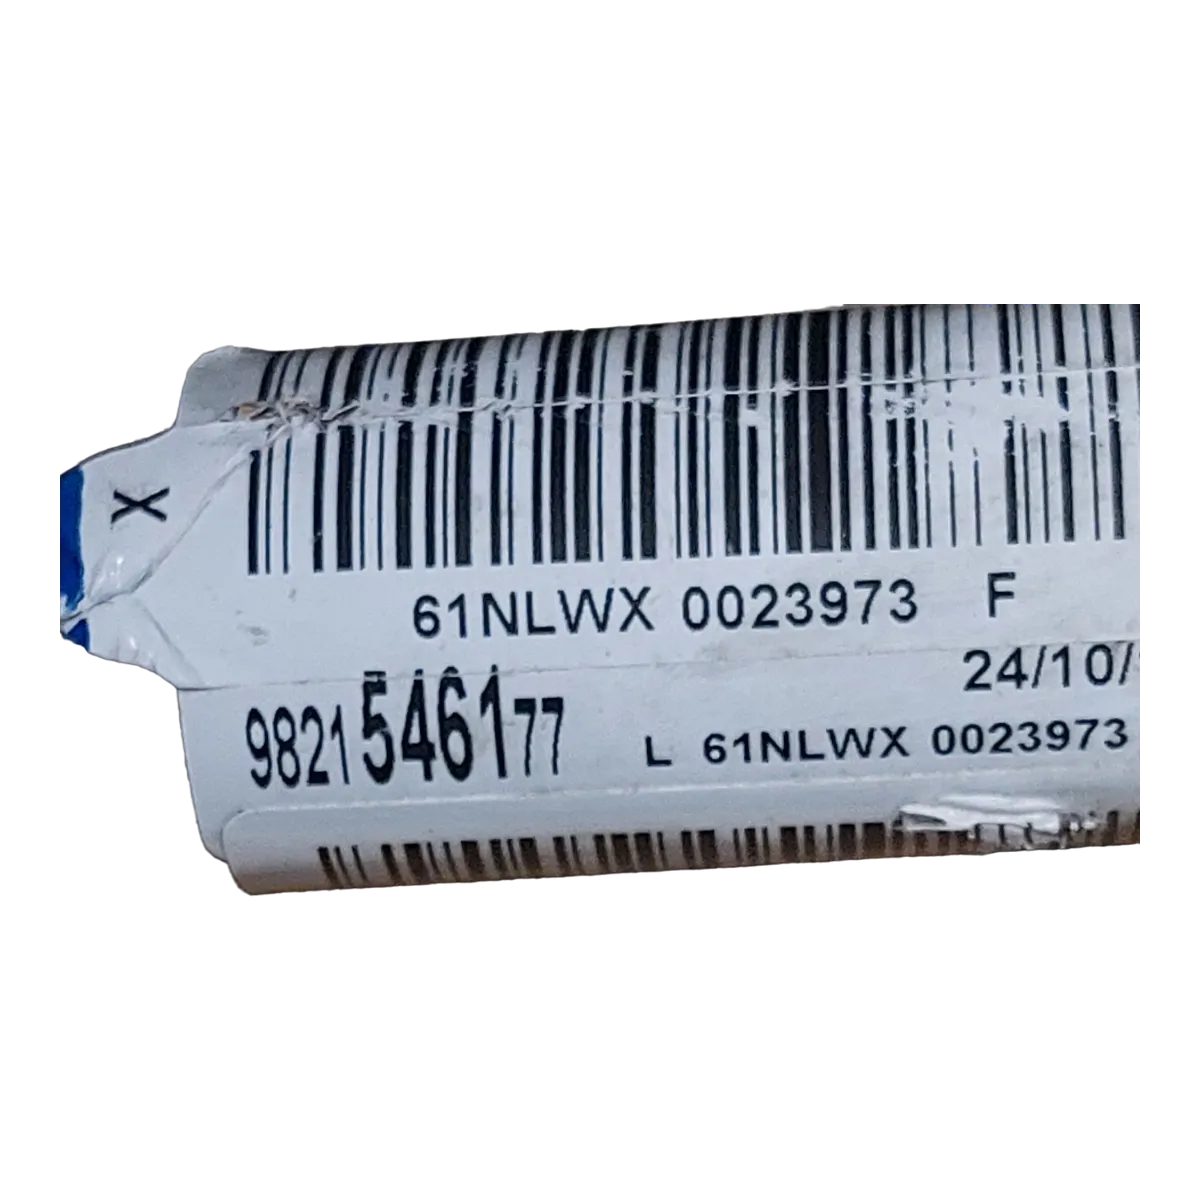 X
61NLWX 0023973 F
24/10/
9821546177
L 61NLWX 0023973